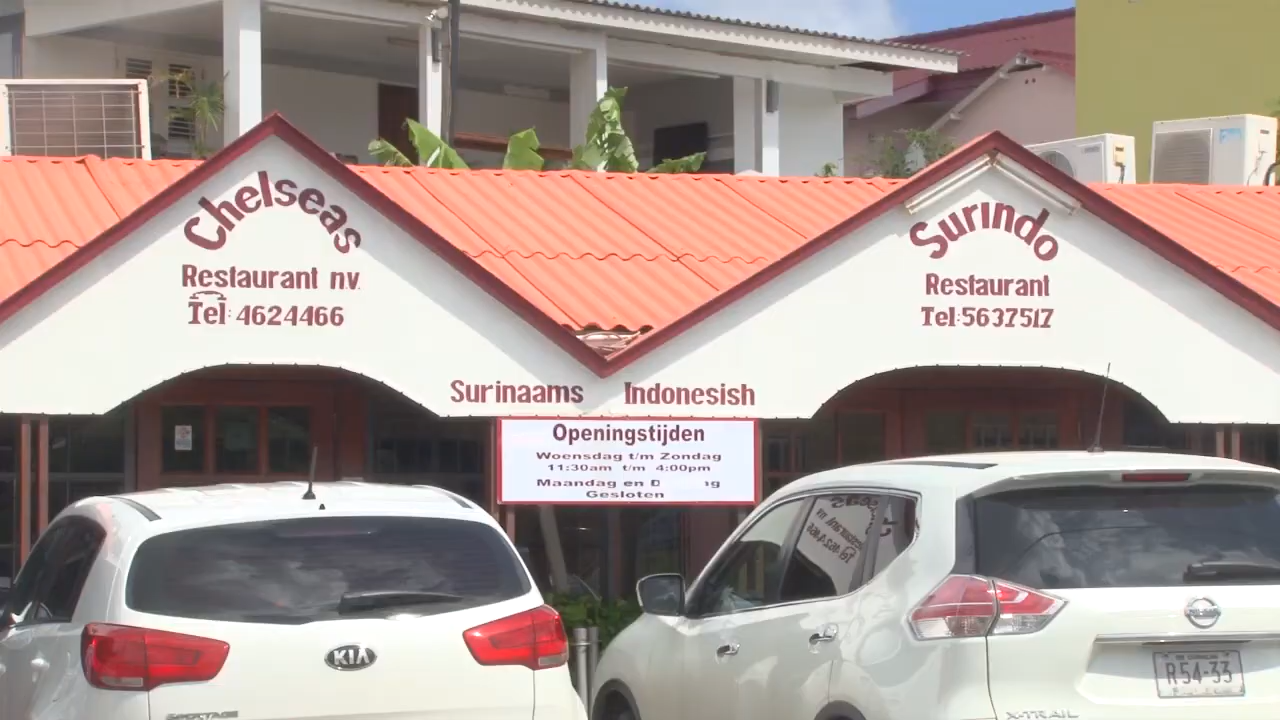 Chelseas
Restaurant n.v.
Tel: 4624466
Surindo
Restaurant
Tel:5637517
Surinaams Indonesish
Openingstijden
Woensdag t/m Zondag
11:30am t/m 4:00pm
Maandag en
Gesloten
KIA
SPORTAGE
NISSAN
R54-33
X-TRAIL